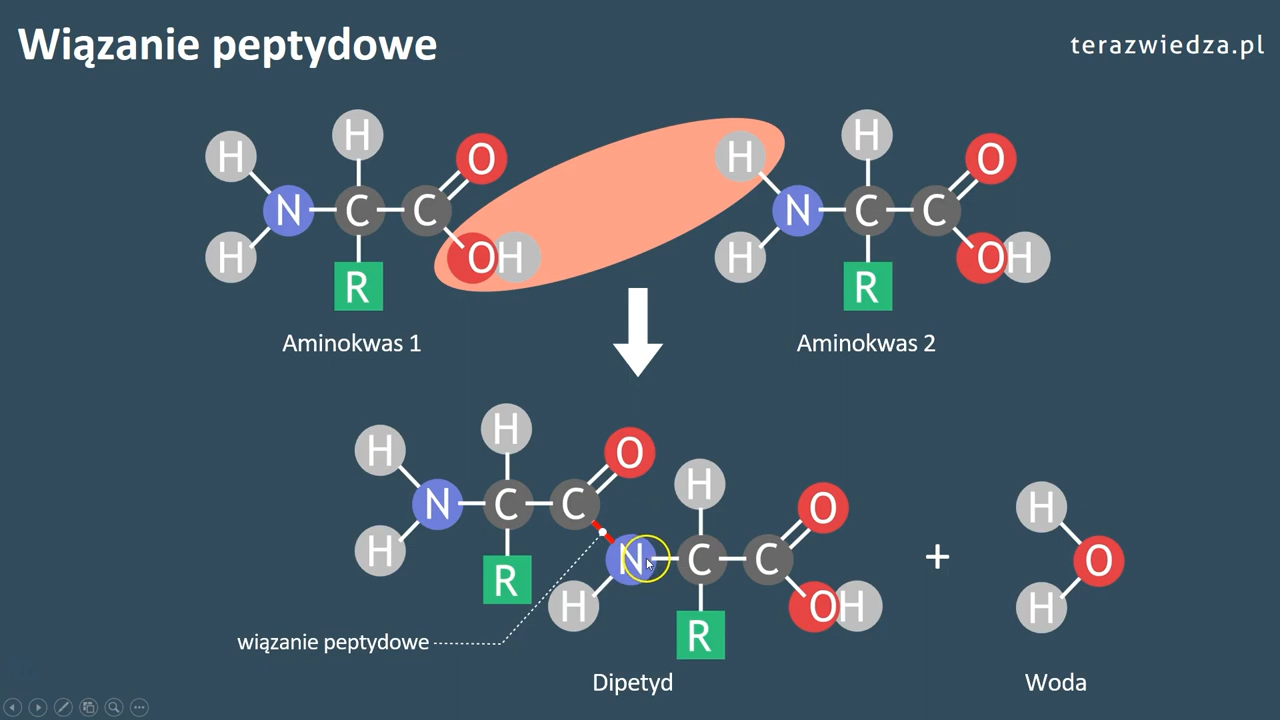 Wiązanie peptydowe
terazwiedza.pl
H H O H H O
N C C N C C
H R OH H R OH
Aminokwas 1 Aminokwas 2
H H O H O H
N C C N C C + O
H R H R OH H
wiązanie peptydowe
Dipetyd Woda